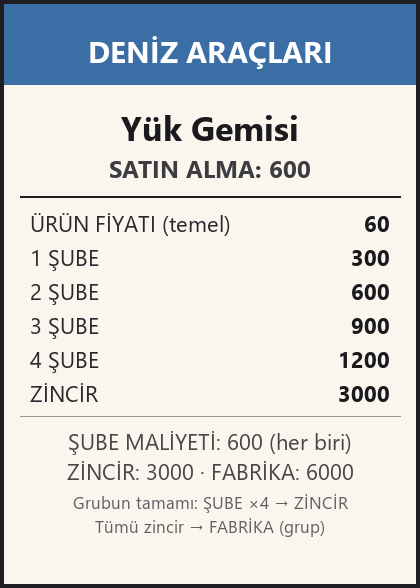 DENİZ ARAÇLARI
Yük Gemisi
SATIN ALMA: 600
ÜRÜN FİYATI (temel) 60
1 ŞUBE 300
2 ŞUBE 600
3 ŞUBE 900
4 ŞUBE 1200
ZİNCİR 3000
ŞUBE MALİYETİ: 600 (her biri)
ZİNCİR: 3000 · FABRİKA: 6000
Grubun tamamı: ŞUBE ×4 → ZİNCİR
Tümü zincir → FABRİKA (grup)